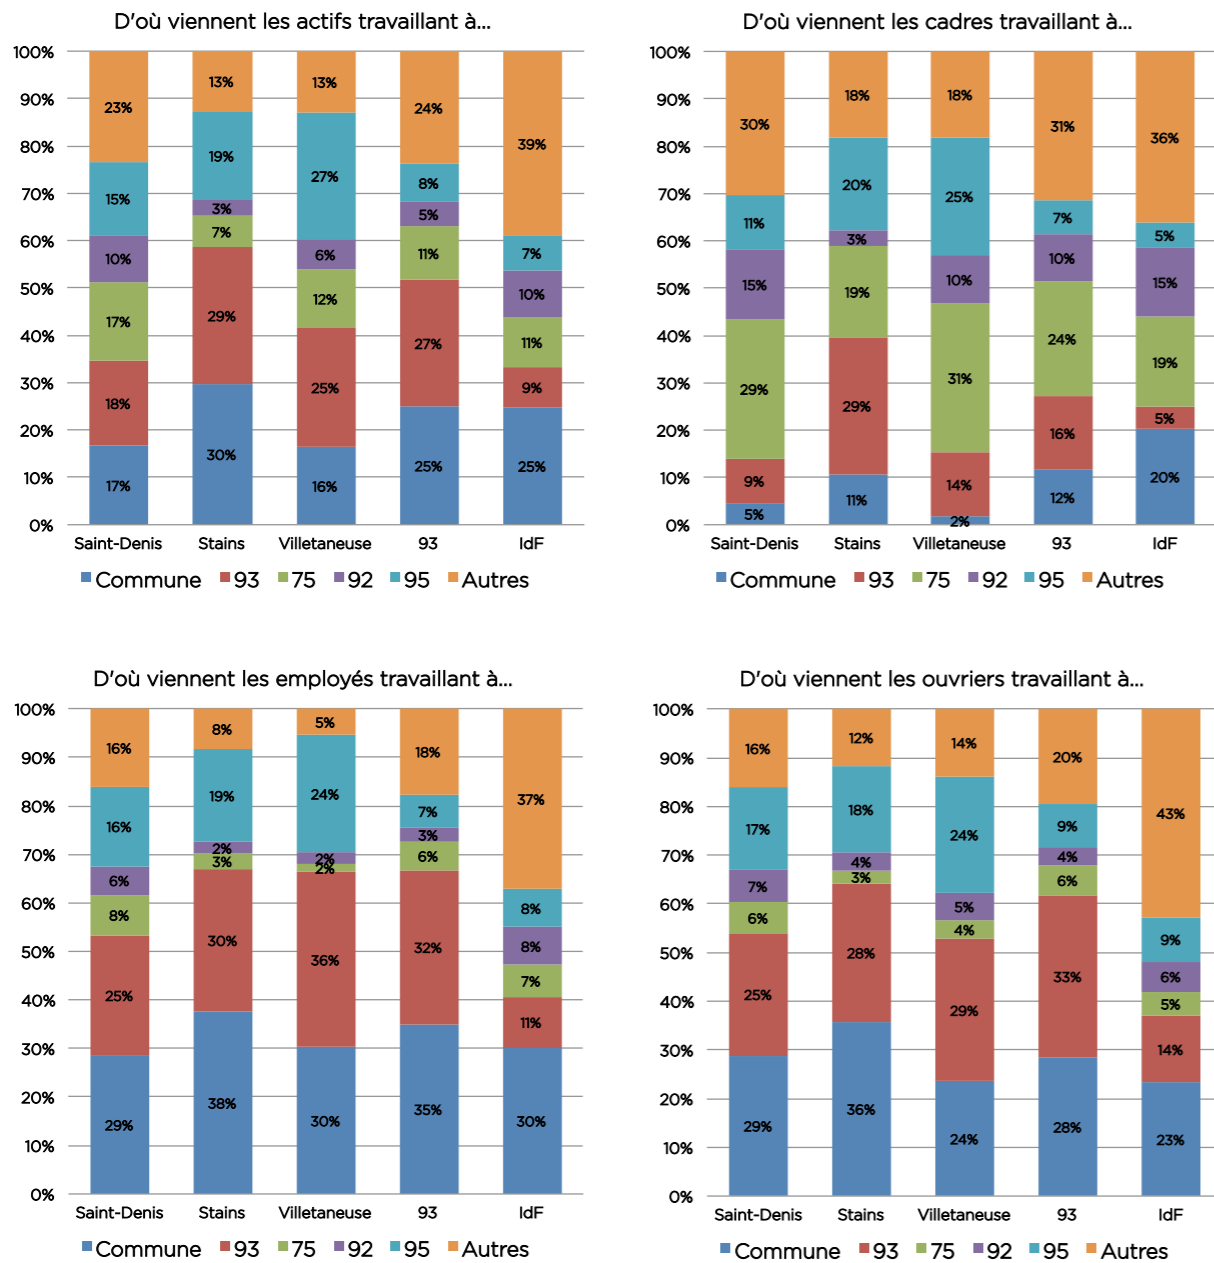 D'où viennent les actifs travaillant à...
100%
90%
80%
70%
60%
50%
40%
30%
20%
10%
0%
23% 13% 13% 24% 39%
15% 19% 27% 8% 7%
10% 3% 6% 5% 10%
17% 7% 12% 11% 11%
18% 29% 25% 27% 9%
17% 30% 16% 25% 25%
Saint-Denis Stains Villetaneuse 93 IdF
Commune 93 75 92 95 Autres
D'où viennent les cadres travaillant à...
100%
90%
80%
70%
60%
50%
40%
30%
20%
10%
0%
30% 18% 18% 31% 36%
11% 20% 25% 7% 5%
15% 3% 10% 10% 15%
29% 19% 31% 24% 19%
9% 29% 14% 16% 5%
5% 11% 2% 12% 20%
Saint-Denis Stains Villetaneuse 93 IdF
Commune 93 75 92 95 Autres
D'où viennent les employés travaillant à...
100%
90%
80%
70%
60%
50%
40%
30%
20%
10%
0%
16% 8% 5% 18% 37%
16% 19% 24% 7% 8%
6% 2% 2% 3% 8%
8% 3% 2% 6% 7%
25% 30% 36% 32% 11%
29% 38% 30% 35% 30%
Saint-Denis Stains Villetaneuse 93 IdF
Commune 93 75 92 95 Autres
D'où viennent les ouvriers travaillant à...
100%
90%
80%
70%
60%
50%
40%
30%
20%
10%
0%
16% 12% 14% 20% 43%
17% 18% 24% 9% 9%
7% 4% 5% 4% 6%
6% 3% 4% 6% 5%
25% 28% 29% 33% 14%
29% 36% 24% 28% 23%
Saint-Denis Stains Villetaneuse 93 IdF
Commune 93 75 92 95 Autres